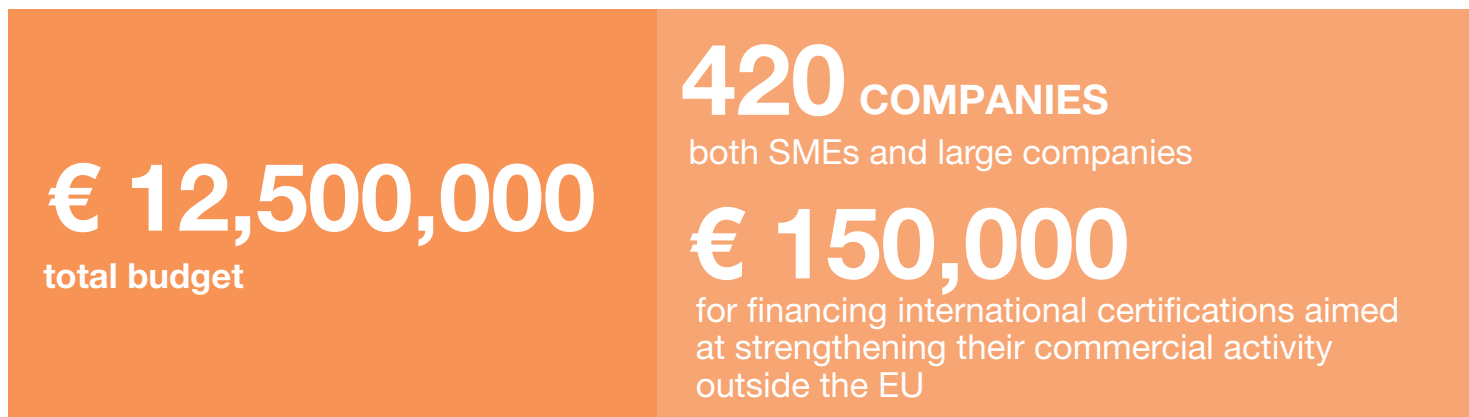 € 12,500,000
total budget
420 COMPANIES
both SMEs and large companies
€ 150,000
for financing international certifications aimed
at strengthening their commercial activity
outside the EU